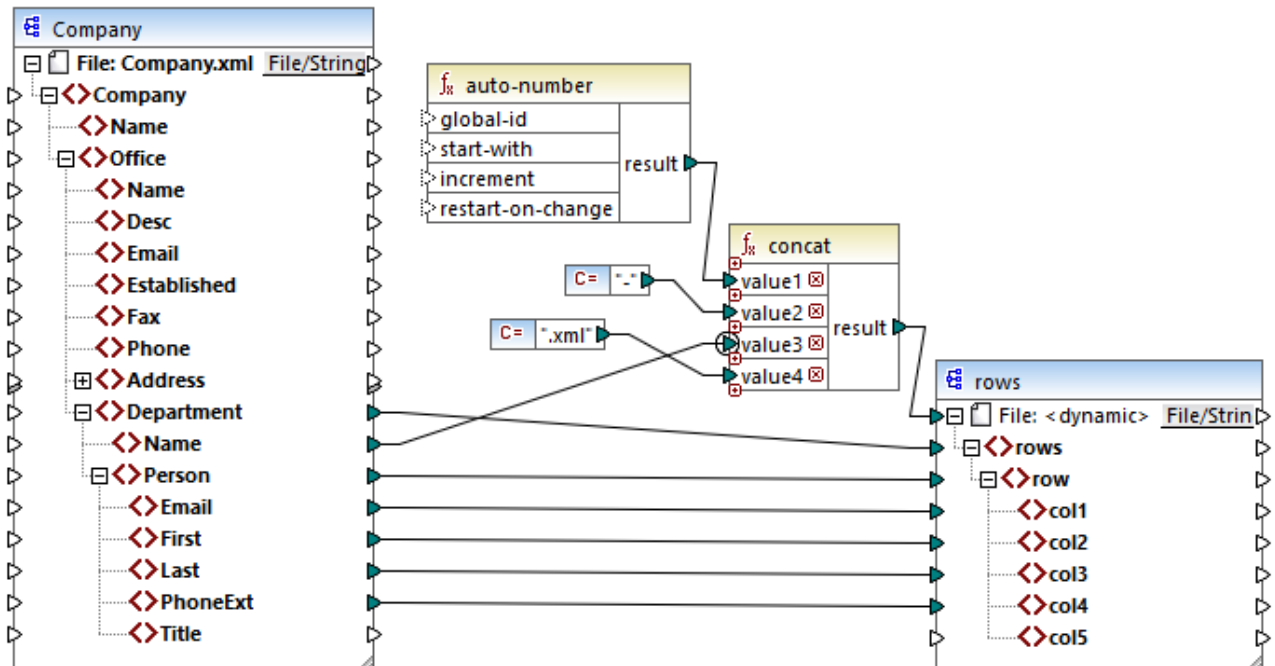 Company
File: Company.xml File/String
Company
Name
Office
Name
Desc
Email
Established
Fax
Phone
Address
Department
Name
Person
Email
First
Last
PhoneExt
Title
fx auto-number
global-id
start-with
increment
restart-on-change
result
C= "-"
C= ".xml"
fx concat
value1
value2
value3
value4
result
rows
File: <dynamic> File/Strin
rows
row
col1
col2
col3
col4
col5